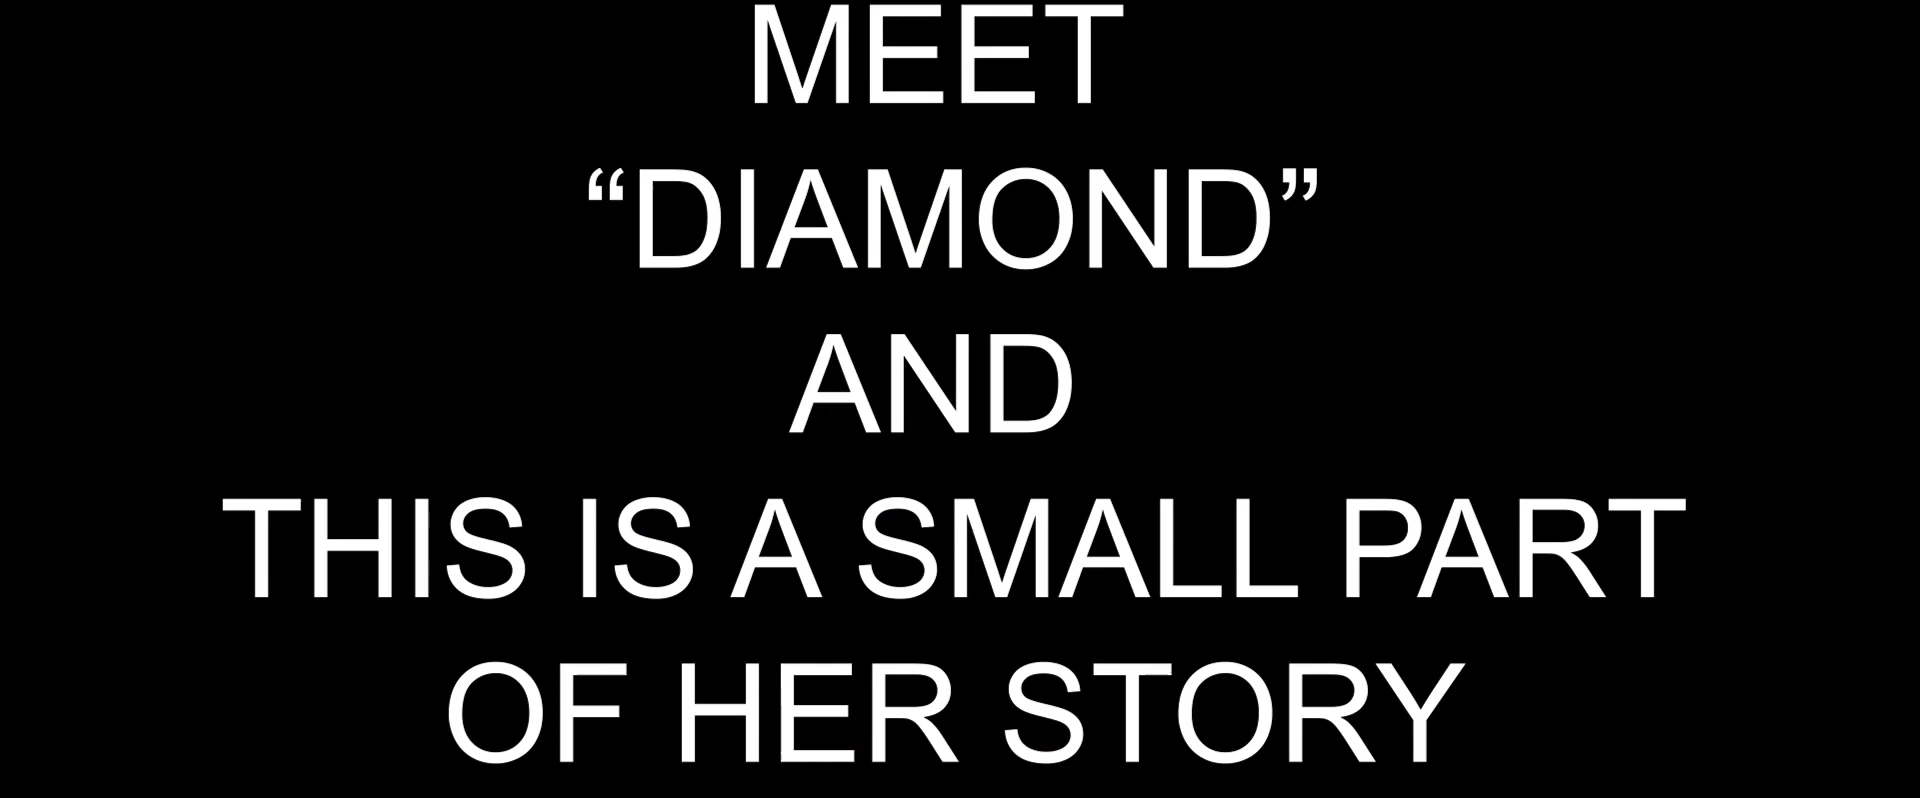 MEET
“DIAMOND”
AND
THIS IS A SMALL PART
OF HER STORY